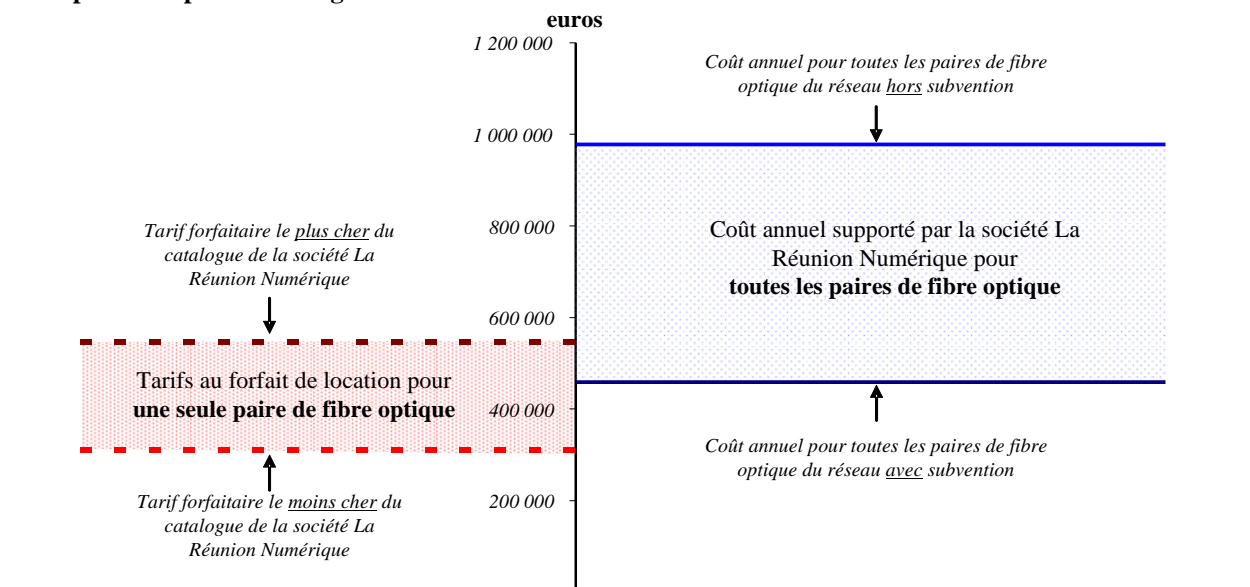 euros
1 200 000
Coût annuel pour toutes les paires de fibre
optique du réseau hors subvention
1 000 000
Tarif forfaitaire le plus cher du
catalogue de la société La
Réunion Numérique
800 000
Coût annuel supporté par la société La
Réunion Numérique pour
toutes les paires de fibre optique
600 000
Tarifs au forfait de location pour
une seule paire de fibre optique
400 000
Coût annuel pour toutes les paires de fibre
optique du réseau avec subvention
200 000
Tarif forfaitaire le moins cher du
catalogue de la société La
Réunion Numérique